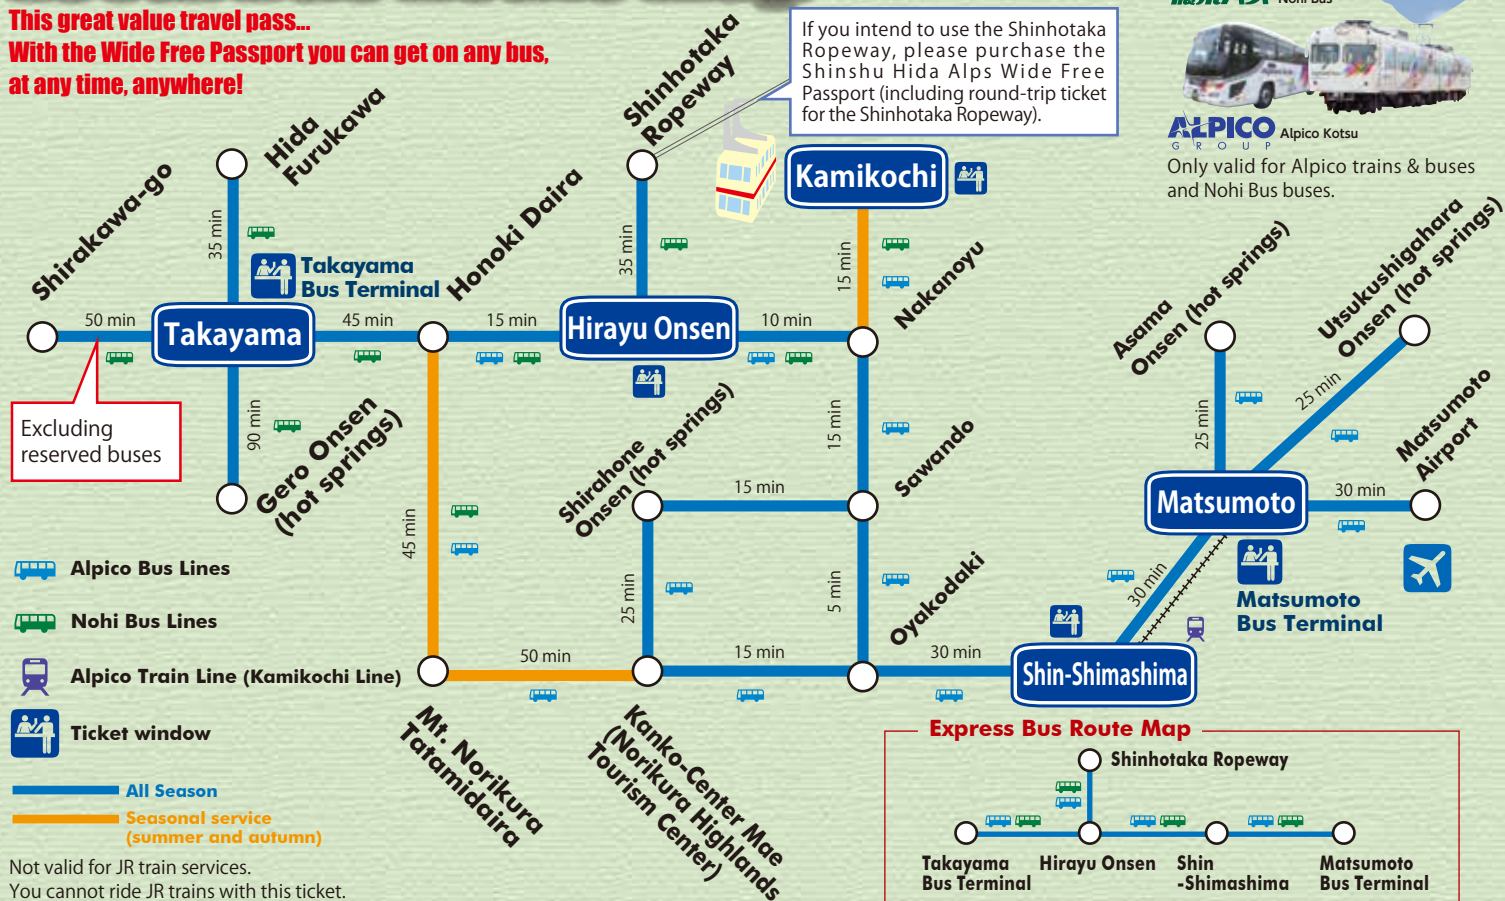 This great value travel pass...
With the Wide Free Passport you can get on any bus,
at any time, anywhere!
If you intend to use the Shinhotaka
Ropeway, please purchase the
Shinshu Hida Alps Wide Free
Passport (including round-trip ticket
for the Shinhotaka Ropeway).
Nohi Bus
ALPICO
GROUP
Alpico Kotsu
Only valid for Alpico trains & buses
and Nohi Bus buses.
Shirakawa-go
Hida
Furukawa
35 min
Takayama
Bus Terminal
50 min
Takayama
45 min
Excluding
reserved buses
90 min
Gero Onsen
(hot springs)
Honoki Daira
15 min
Hirayu Onsen
10 min
Shinhotaka
Ropeway
35 min
Kamikochi
15 min
Nakanoyu
15 min
Sawando
15 min
Shirahone
Onsen (hot springs)
25 min
5 min
Oyakodaki
45 min
50 min
15 min
30 min
Mt. Norikura
Tatamidaira
Kanko-Center Mae
(Norikura Highlands
Tourism Center)
Shin-Shimashima
30 min
Matsumoto
Matsumoto
Bus Terminal
Asama
Onsen (hot springs)
25 min
Utsukushigahara
Onsen (hot springs)
25 min
Matsumoto
Airport
30 min
Alpico Bus Lines
Nohi Bus Lines
Alpico Train Line (Kamikochi Line)
Ticket window
All Season
Seasonal service
(summer and autumn)
Not valid for JR train services.
You cannot ride JR trains with this ticket.
Express Bus Route Map
Shinhotaka Ropeway
Takayama
Bus Terminal
Hirayu Onsen
Shin
-Shimashima
Matsumoto
Bus Terminal